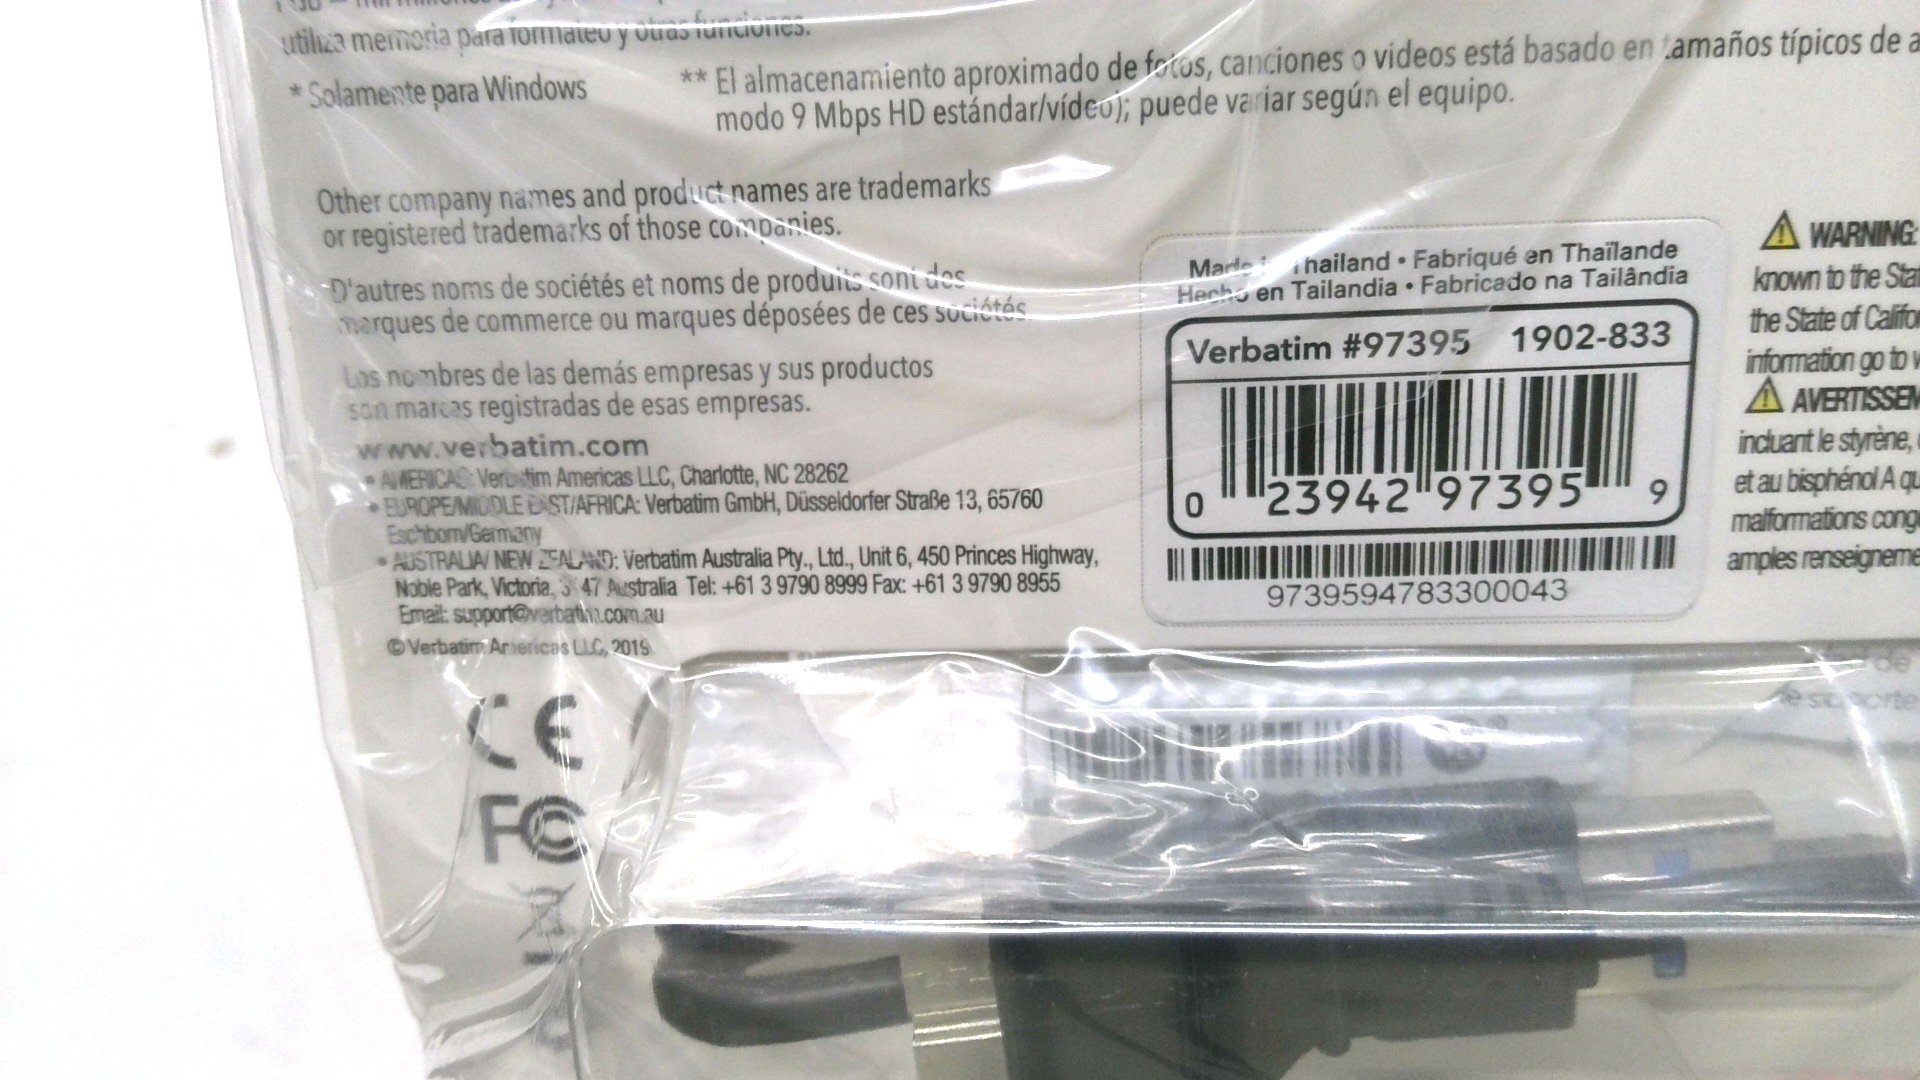 utiliza memoria para formateo y otras funciones.
* Solamente para Windows
** El almacenamiento aproximado de fotos, canciones o videos está basado en tamaños típicos de a
modo 9 Mbps HD estándar/vídeo); puede variar según el equipo.
Other company names and product names are trademarks
or registered trademarks of those companies.
D'autres noms de sociétés et noms de produits sont des
marques de commerce ou marques déposées de ces sociétés.
Los nombres de las demás empresas y sus productos
son marcas registradas de esas empresas.
www.verbatim.com
• AMERICAS: Verbatim Americas LLC, Charlotte, NC 28262
• EUROPE/MIDDLE EAST/AFRICA: Verbatim GmbH, Düsseldorfer Straße 13, 65760
Eschborn/Germany
• AUSTRALIA/ NEW ZEALAND: Verbatim Australia Pty., Ltd., Unit 6, 450 Princes Highway,
Noble Park, Victoria, Australia Tel: +61 3 9790 8999 Fax: +61 3 9790 8955
Email: support@verbatim.com.au
© Verbatim Americas LLC, 2019
CE
FC
Made in Thailand • Fabriqué en Thaïlande
Hecho en Tailandia • Fabricado na Tailândia
Verbatim #97395 1902-833
0 23942 97395 9
9739594783300043
WARNING:
known to the Stat
the State of Califor
information go to w
AVERTISSEM
incluant le styrène,
et au bisphénol A qu
malformations congé
amples renseigneme